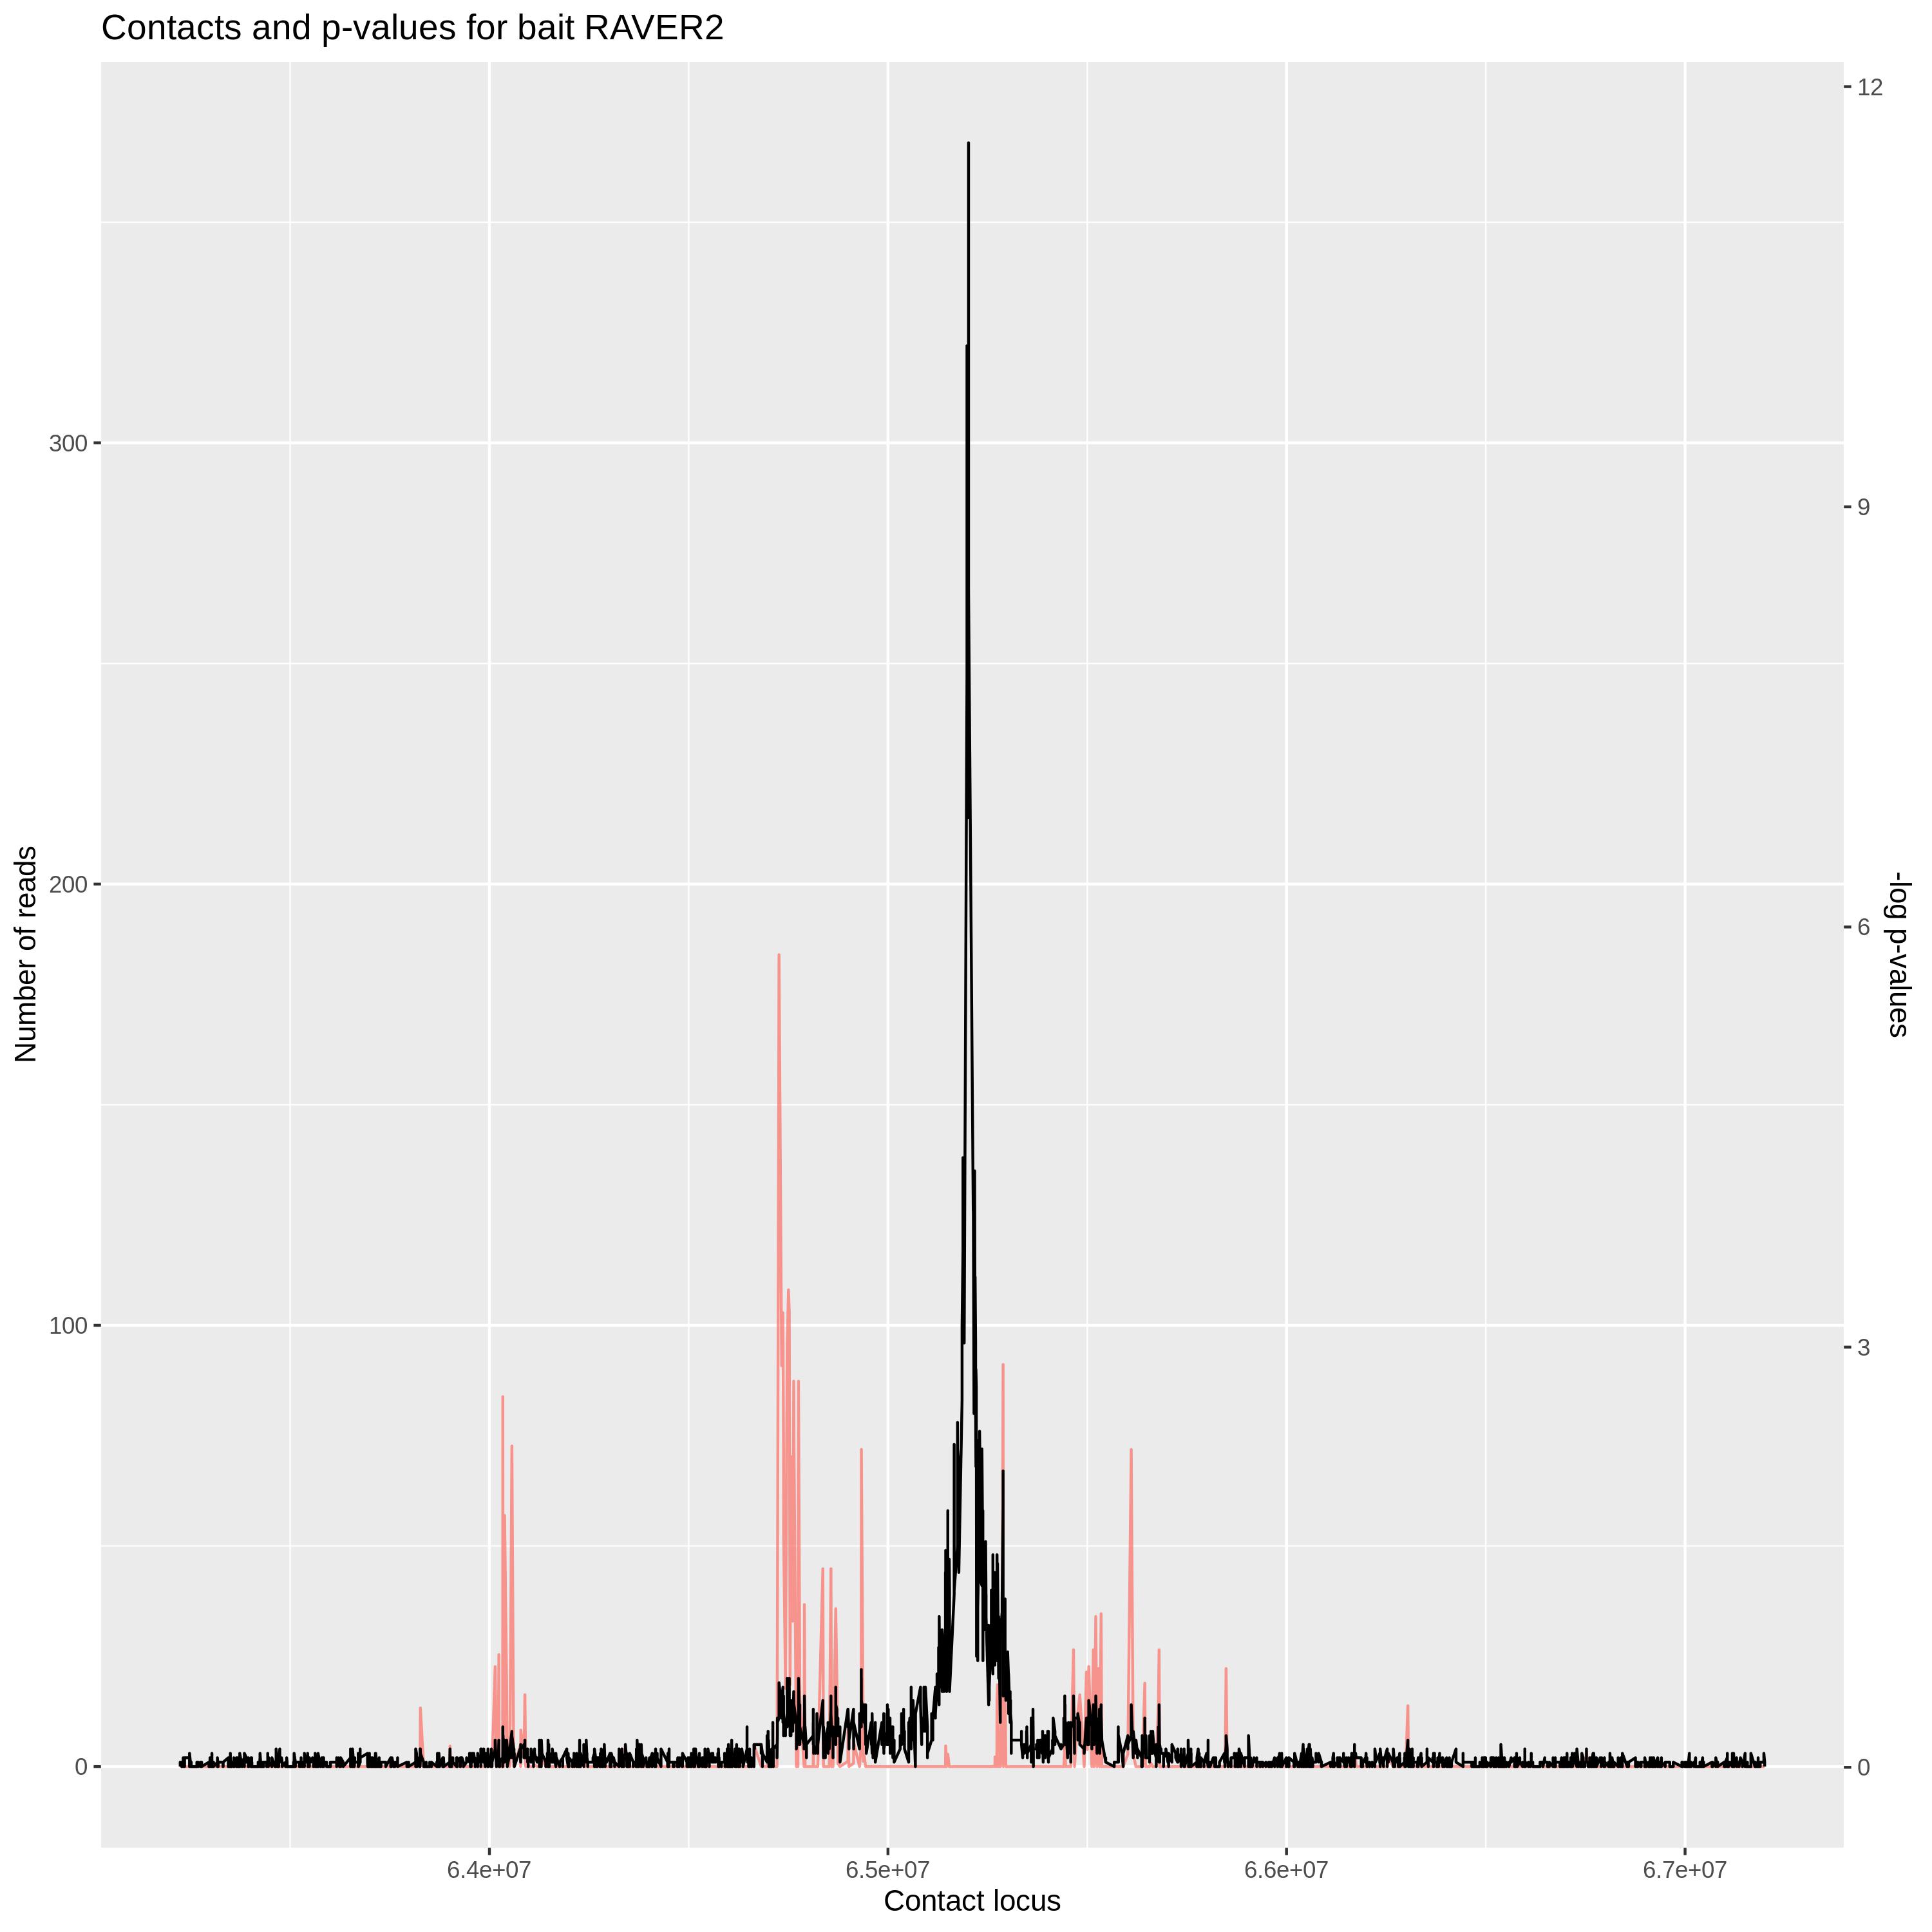 Contacts and p-values for bait RAVER2
Number of reads
300
200
100
0
12
9
6
3
0
-log p-values
6.4e+07
6.5e+07
6.6e+07
6.7e+07
Contact locus